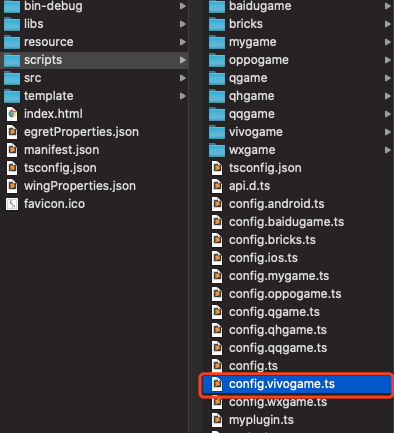 bin-debug
libs
resource
scripts
src
template
index.html
egretProperties.json
manifest.json
tsconfig.json
wingProperties.json
favicon.ico
baidugame
bricks
mygame
oppogame
qgame
qhgame
qqgame
vivogame
wxgame
tsconfig.json
api.d.ts
config.android.ts
config.baidugame.ts
config.bricks.ts
config.ios.ts
config.mygame.ts
config.oppogame.ts
config.qgame.ts
config.qhgame.ts
config.qqgame.ts
config.ts
config.vivogame.ts
config.wxgame.ts
myplugin.ts